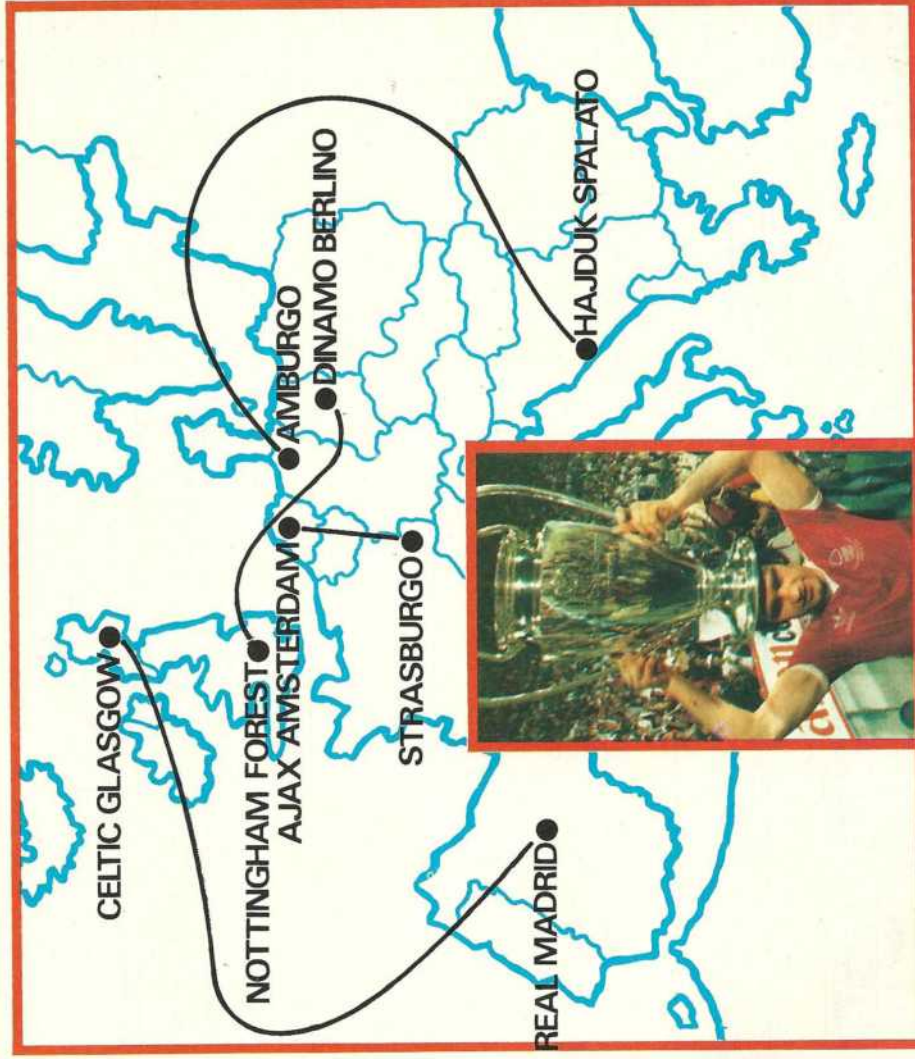 CELTIC GLASGOW
NOTTINGHAM FOREST
AJAX AMSTERDAM
AMBURGO
DINAMO BERLINO
STRASBURGO
REAL MADRID
HAJDUK SPALATO